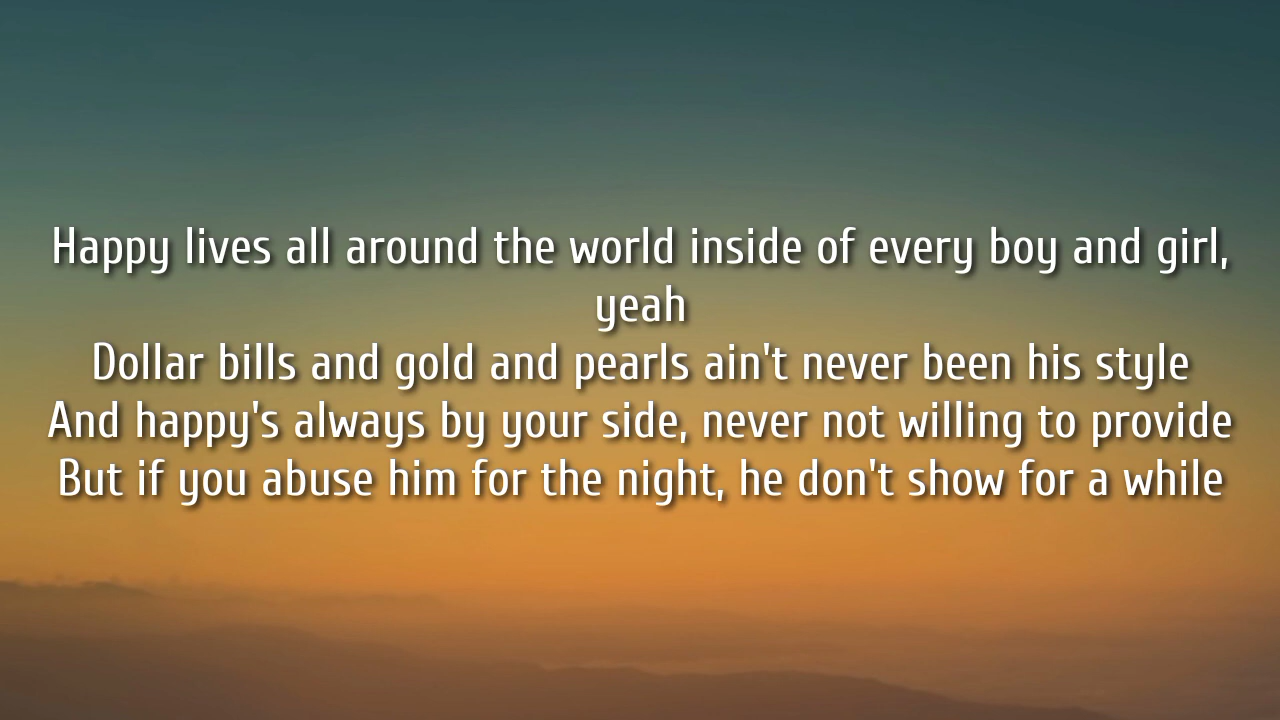 Happy lives all around the world inside of every boy and girl,
yeah
Dollar bills and gold and pearls ain't never been his style
And happy's always by your side, never not willing to provide
But if you abuse him for the night, he don't show for a while